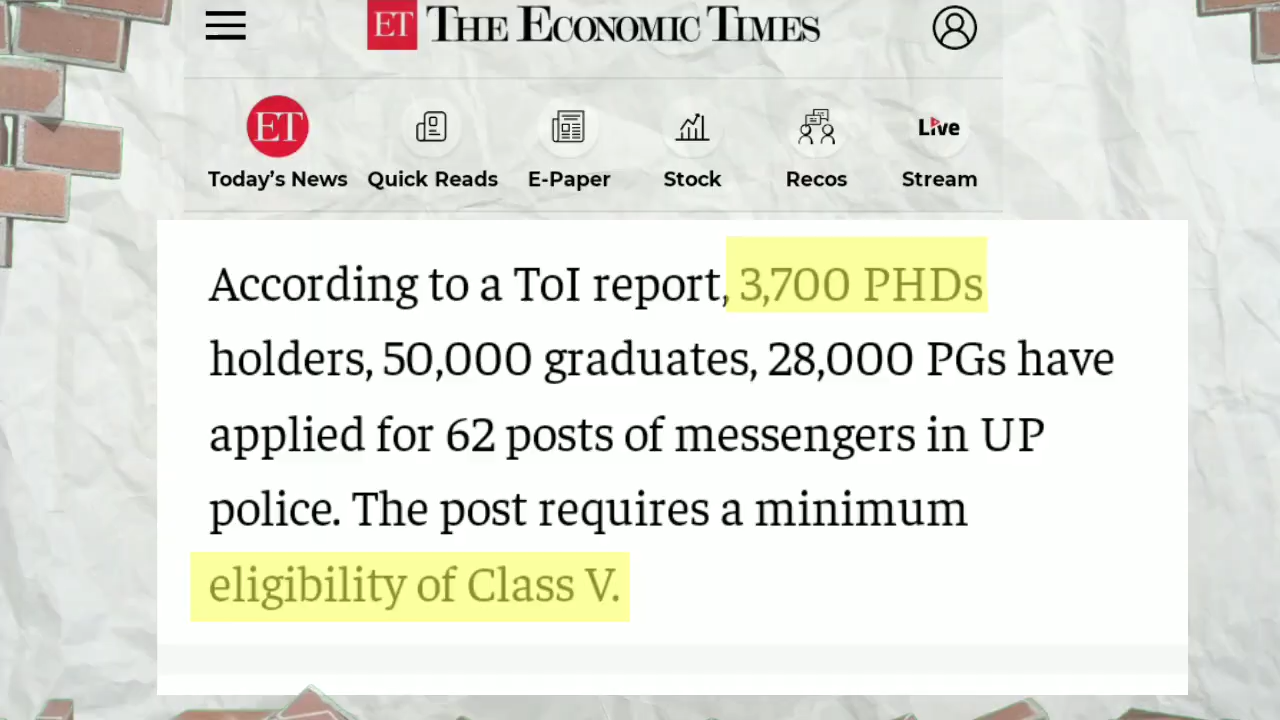 ET THE ECONOMIC TIMES
ET
Live
Today's News Quick Reads E-Paper Stock Recos Stream
According to a ToI report, 3,700 PHDs
holders, 50,000 graduates, 28,000 PGs have
applied for 62 posts of messengers in UP
police. The post requires a minimum
eligibility of Class V.